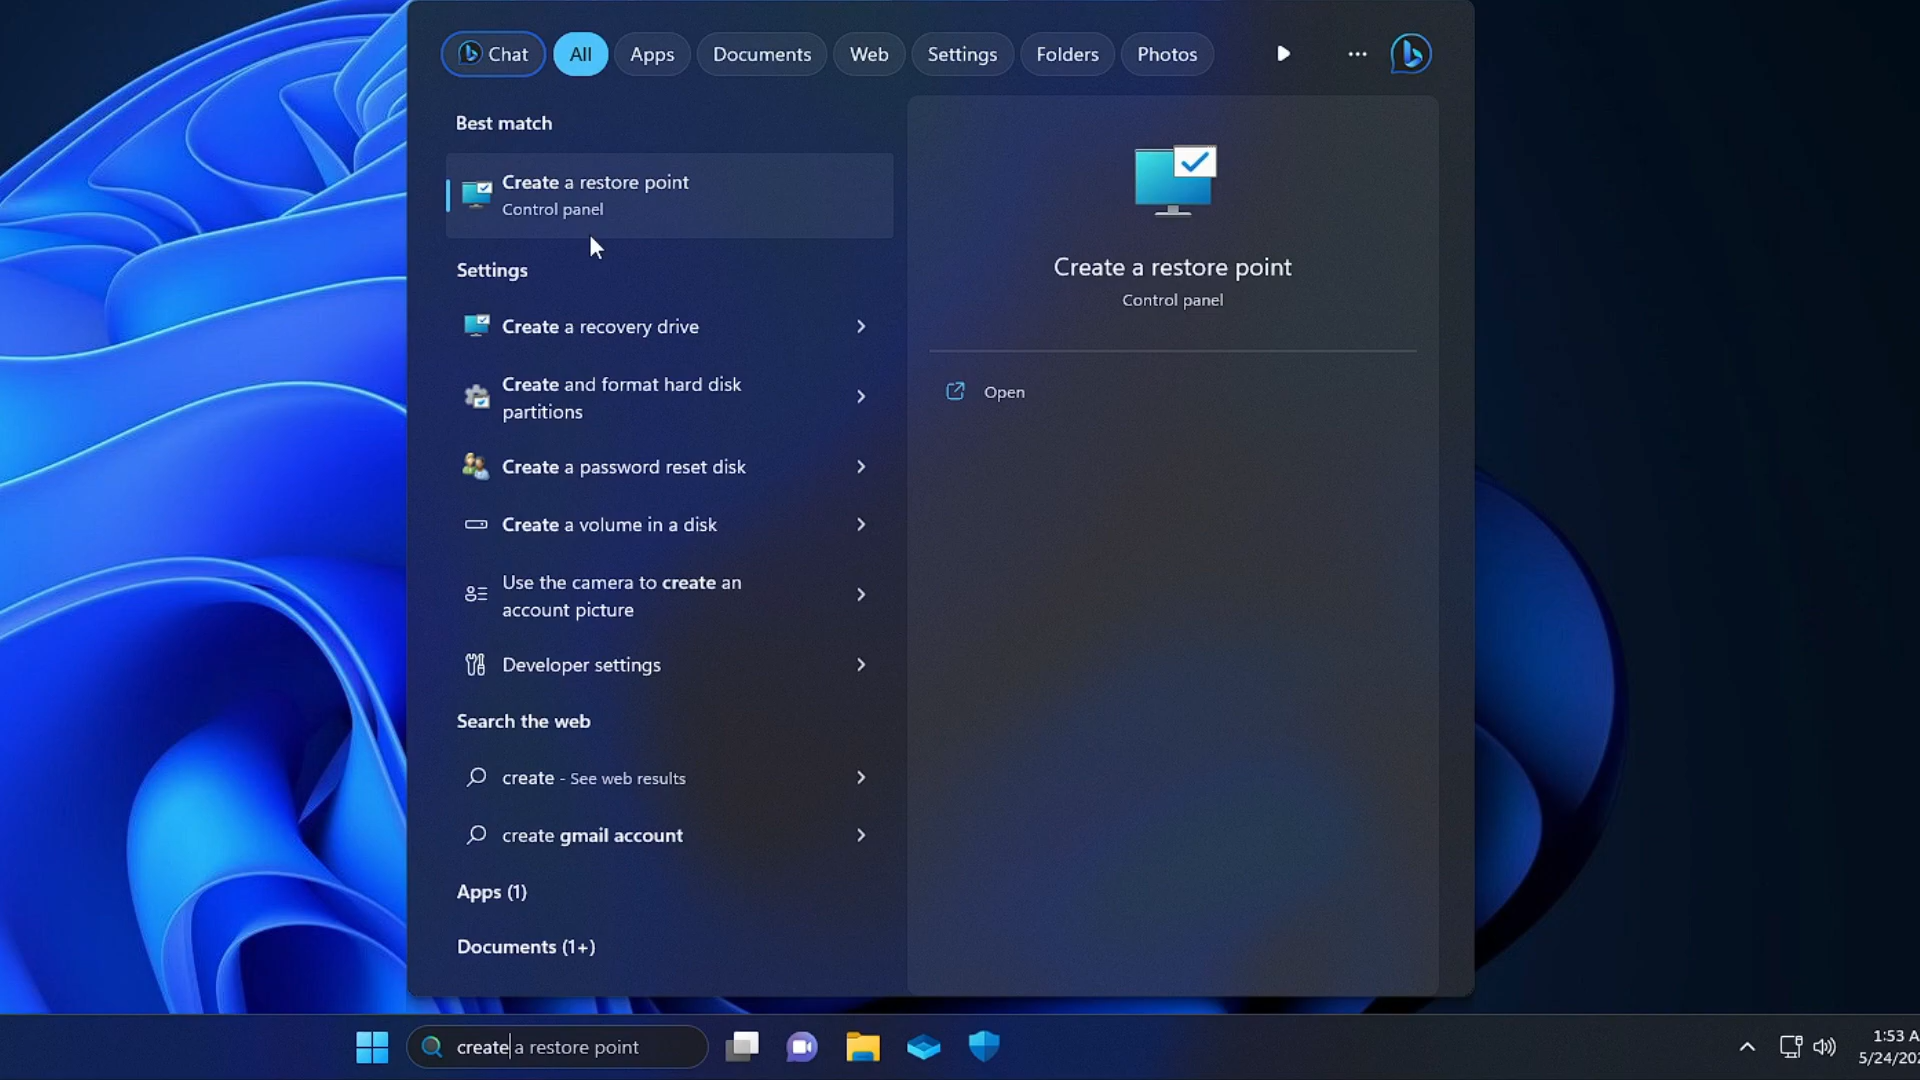 Chat All Apps Documents Web Settings Folders Photos
Best match
Create a restore point
Control panel
Settings
Create a recovery drive
Create and format hard disk
partitions
Create a password reset disk
Create a volume in a disk
Use the camera to create an
account picture
Developer settings
Search the web
create - See web results
create gmail account
Apps (1)
Documents (1+)
Create a restore point
Control panel
Open
create a restore point
1:53 A
5/24/202